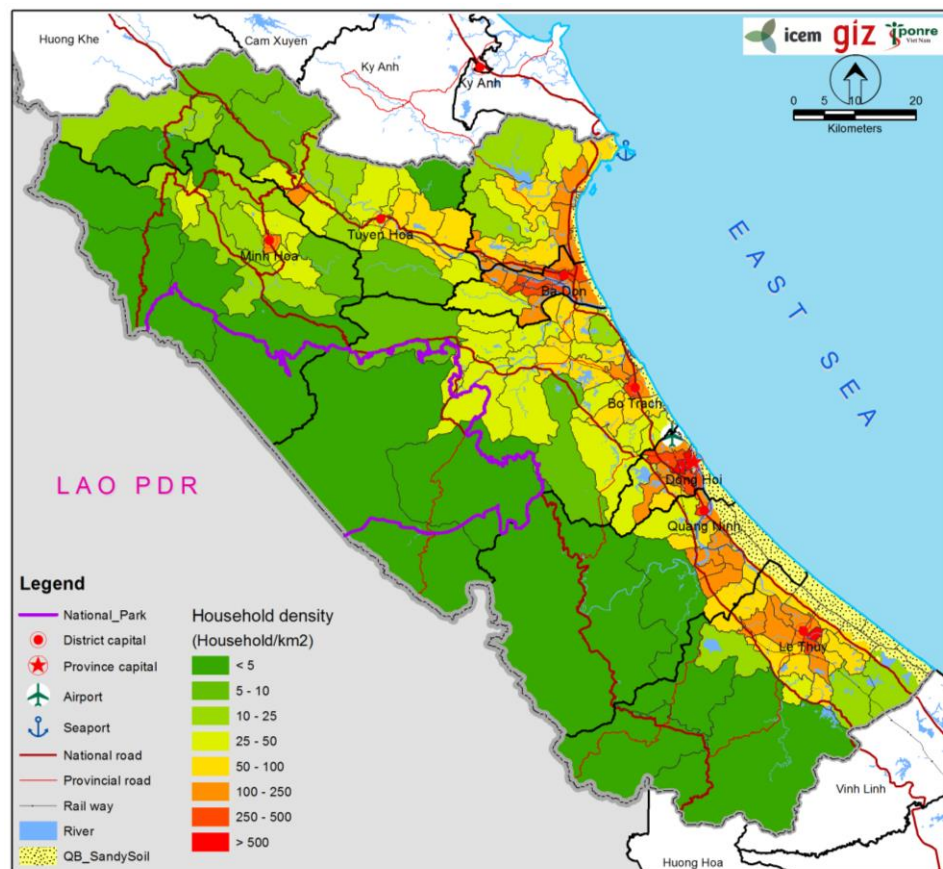 Huong Khe
Cam Xuyen
Ky Anh
Ky Anh
icem
giz
iponre
Viet Nam
0 5 10 20
Kilometers
Tuyen Hoa
Minh Hoa
Ba Don
EAST SEA
Bo Trach
LAO PDR
Dong Hoi
Quang Ninh
Le Thuy
Vinh Linh
Huong Hoa
Legend
National_Park
District capital
Province capital
Airport
Seaport
National road
Provincial road
Rail way
River
QB_SandySoil
Household density
(Household/km2)
< 5
5 - 10
10 - 25
25 - 50
50 - 100
100 - 250
250 - 500
> 500